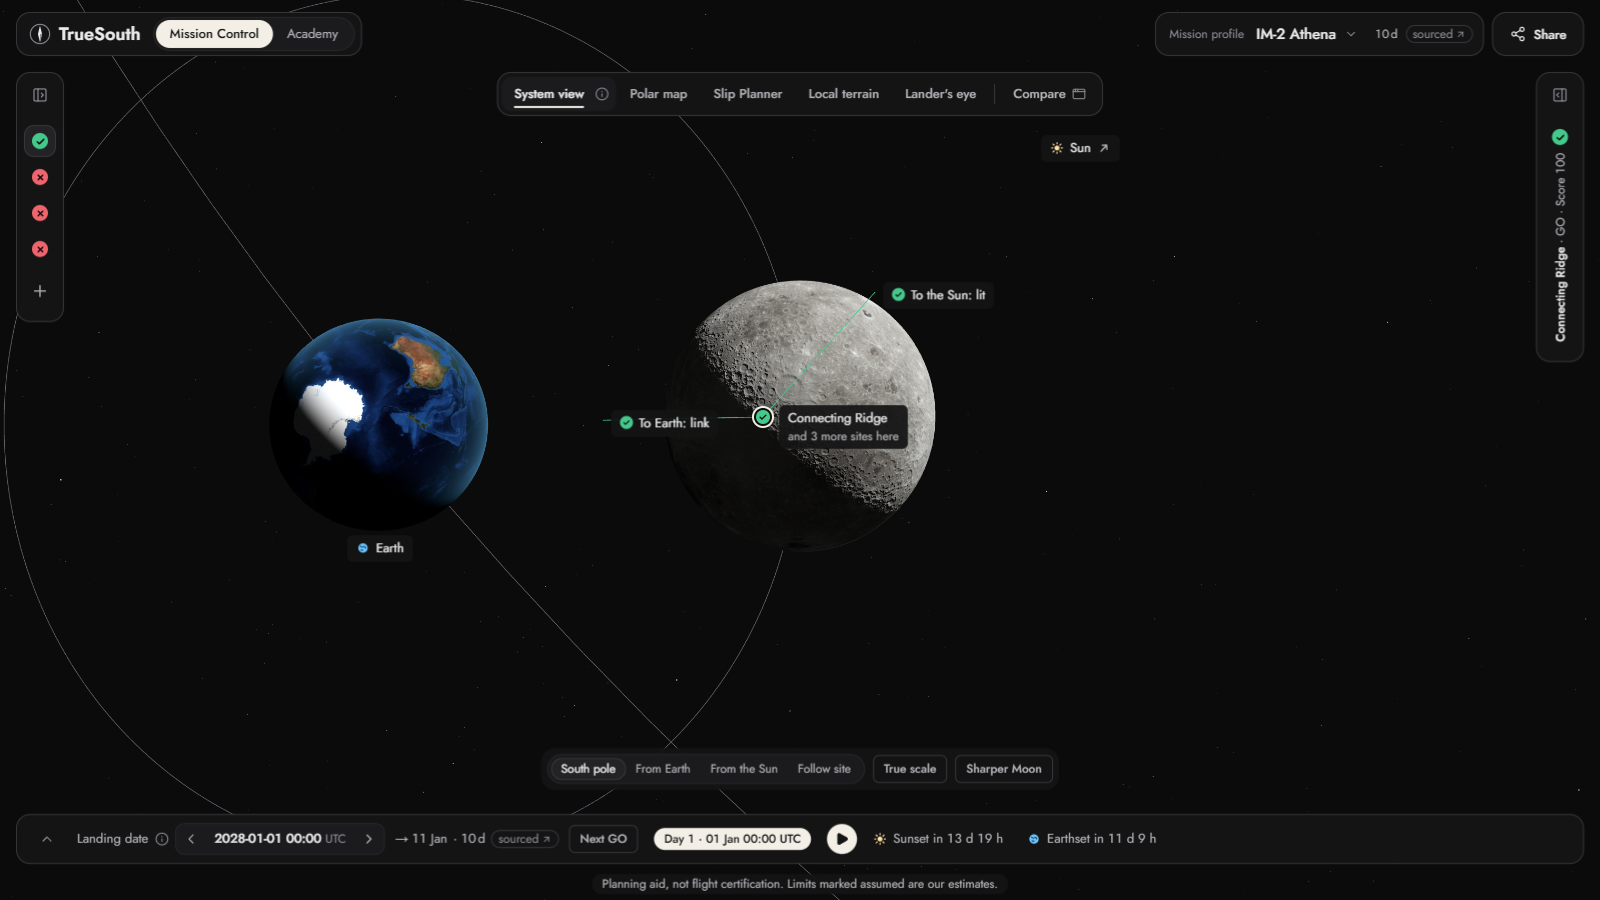 TrueSouth
Mission Control
Academy
Mission profile IM-2 Athena 10d sourced ↗
Share
System view
Polar map
Slip Planner
Local terrain
Lander's eye
Compare
Sun ↗
To the Sun: lit
To Earth: link
Connecting Ridge
and 3 more sites here
Connecting Ridge · GO · Score 100
Earth
South pole
From Earth
From the Sun
Follow site
True scale
Sharper Moon
Landing date
2028-01-01 00:00 UTC
→ 11 Jan · 10d sourced ↗
Next GO
Day 1 · 01 Jan 00:00 UTC
Sunset in 13 d 19 h
Earthset in 11 d 9 h
Planning aid, not flight certification. Limits marked assumed are our estimates.